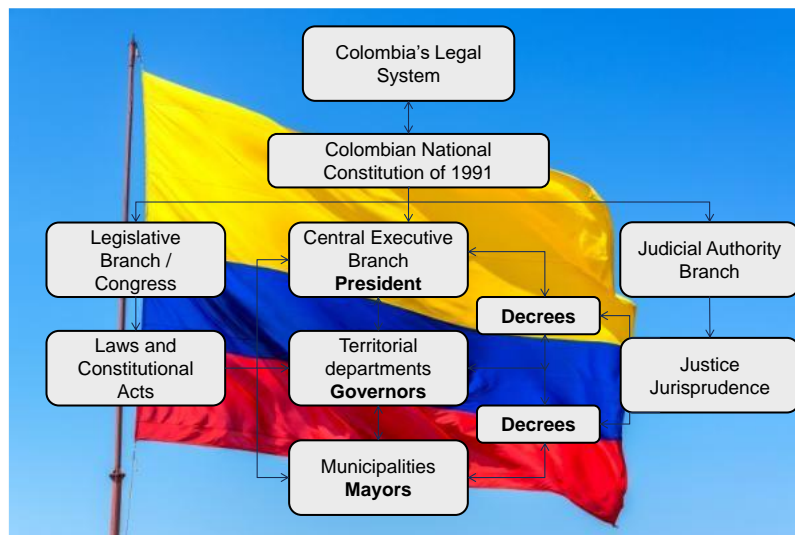 Colombia’s Legal
System
Colombian National
Constitution of 1991
Legislative
Branch /
Congress
Central Executive
Branch
President
Judicial Authority
Branch
Decrees
Laws and
Constitutional
Acts
Territorial
departments
Governors
Justice
Jurisprudence
Decrees
Municipalities
Mayors